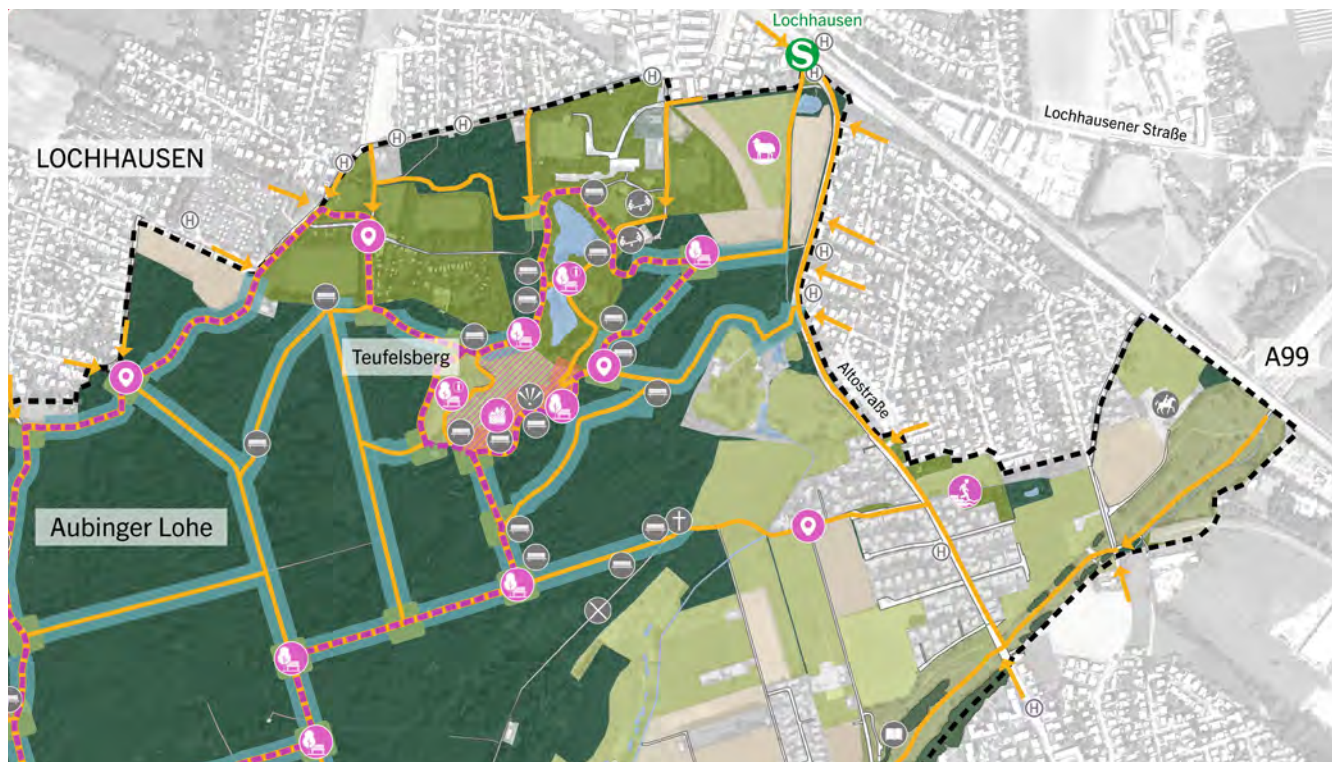 Lochhausen
S
H
H
H
Lochhausener Straße
H
H
LOCHHAUSEN
H
H
H
H
i
Teufelsberg
Altostraße
A99
i
Aubinger Lohe
H
H